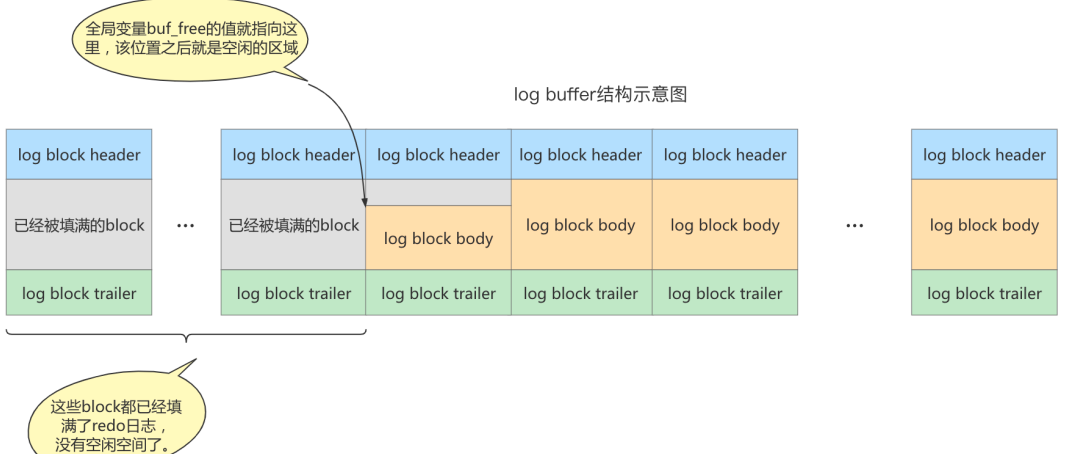 全局变量buf_free的值就指向这
里，该位置之后就是空闲的区域
log buffer结构示意图
log block header
log block header
log block header
log block header
log block header
log block header
已经被填满的block
...
已经被填满的block
log block body
log block body
log block body
...
log block body
log block trailer
log block trailer
log block trailer
log block trailer
log block trailer
log block trailer
这些block都已经填
满了redo日志，
没有空闲空间了。